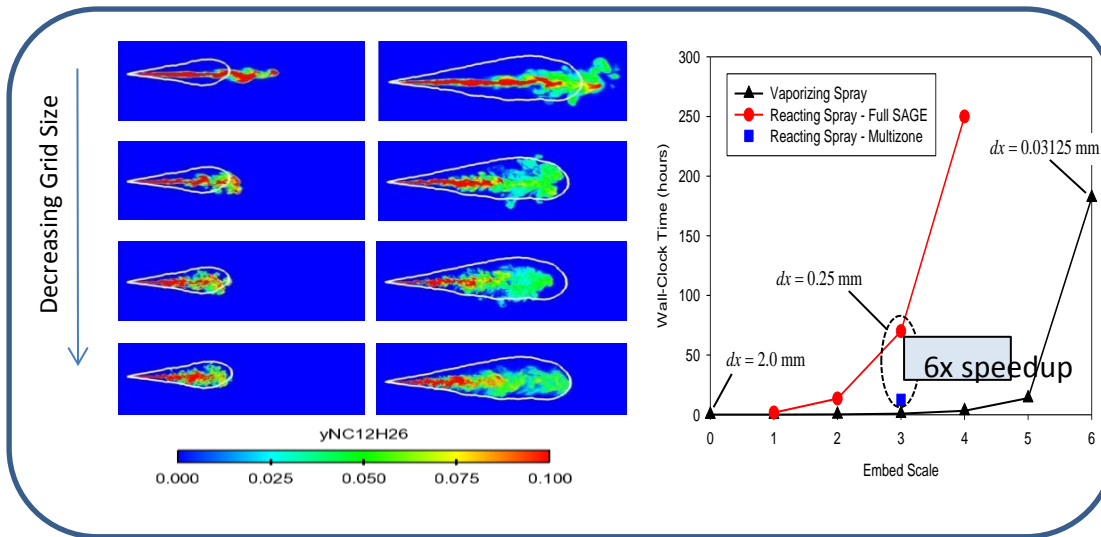 Decreasing Grid Size
yNC12H26
0.000
0.025
0.050
0.075
0.100
Wall-Clock Time (hours)
300
250
200
150
100
50
0
Vaporizing Spray
Reacting Spray - Full SAGE
Reacting Spray - Multizone
dx = 0.03125 mm
dx = 0.25 mm
dx = 2.0 mm
6x speedup
0
1
2
3
4
5
6
Embed Scale